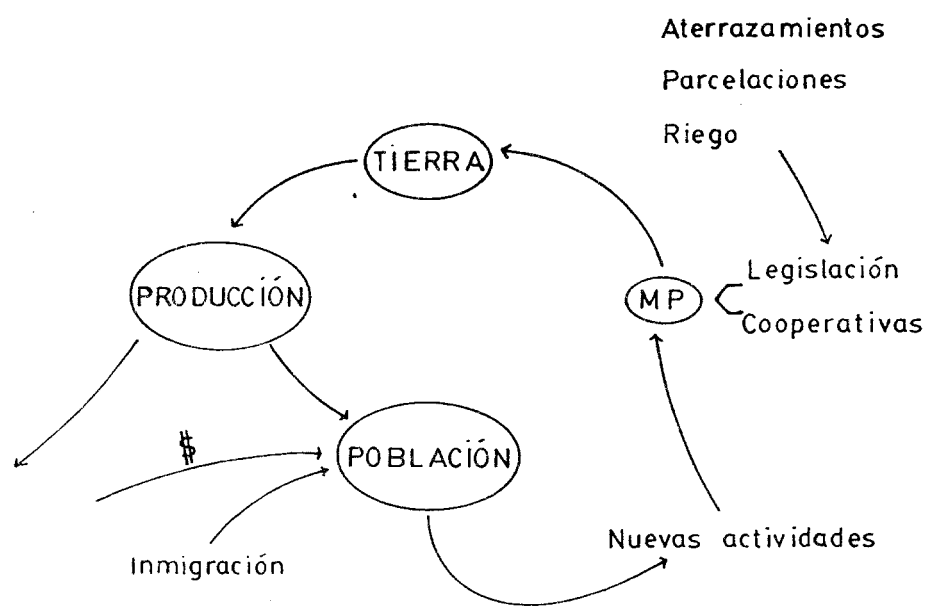 Aterrazamientos
Parcelaciones
Riego
TIERRA
PRODUCCIÓN
MP
Legislación
Cooperativas
$
POBLACIÓN
Nuevas actividades
Inmigración